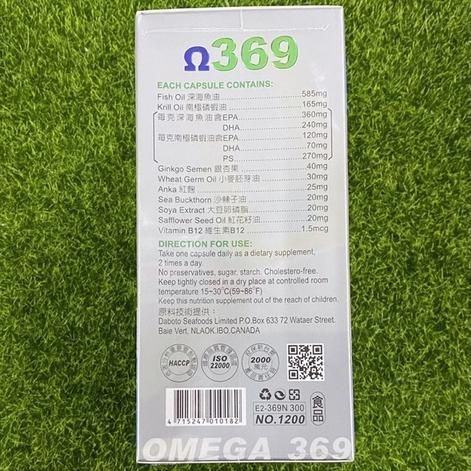 Ω369
EACH CAPSULE CONTAINS:
Fish Oil 深海魚油 585mg
Krill Oil 南極磷蝦油 165mg
每克深海魚油含EPA 360mg
DHA 240mg
每克南極磷蝦油含EPA 120mg
DHA 70mg
PS 270mg
Ginkgo Semen 銀杏果 40mg
Wheat Germ Oil 小麥胚芽油 30mg
Anka 紅麴 25mg
Sea Buckthorn 沙棘子油 20mg
Soya Extract 大豆卵磷脂 20mg
Safflower Seed Oil 紅花籽油 20mg
Vitamin B12 維生素B12 1.5mcg
DIRECTION FOR USE:
Take one capsule daily as a dietary supplement,
2 times a day.
No preservatives, sugar, starch. Cholestero-free.
Keep tightly closed in a dry place at controlled room
temperature 15~30℃(59~86℉)
Keep this nutrition supplement out of the reach of children.
原料技術提供:
Daboto Seafoods Limited P.O.Box 633 72 Wataer Street.
Baie Vert, NLAOK.IBO.CANADA
HACCP
ISO
22000
2000
萬元
4 715247 010182
E2-369N 300
NO.1200
食品
OMEGA 369